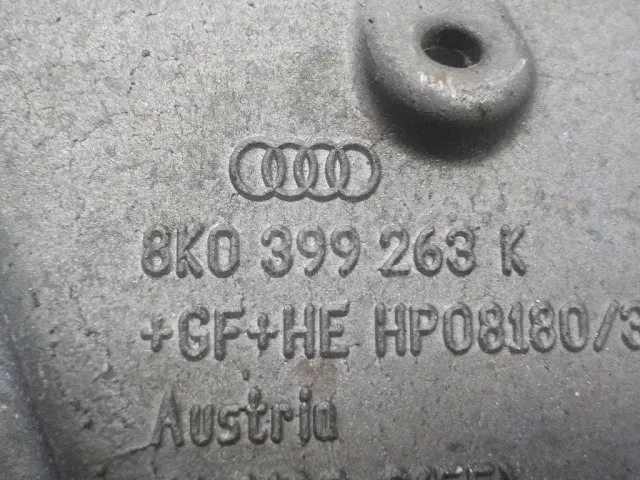 8K0 399 263 K
+GF+HE HP08180/3
Austria